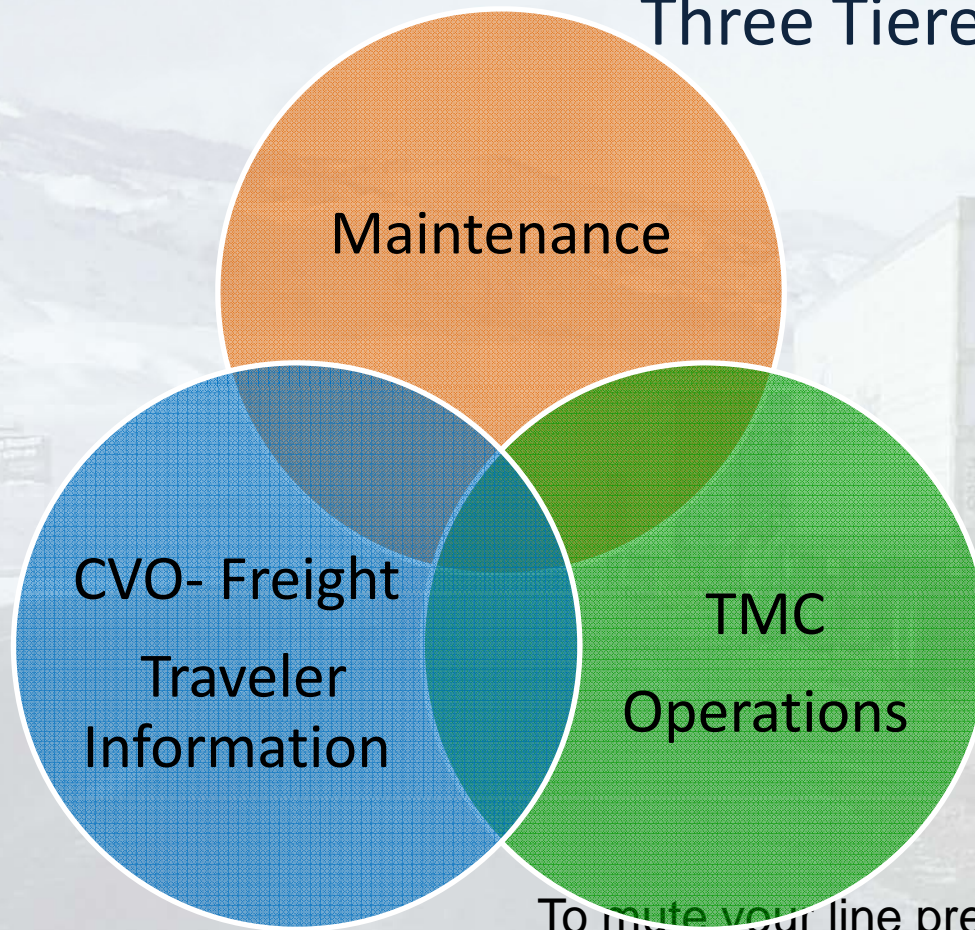 Three Tiere
Maintenance
CVO- Freight
Traveler
Information
TMC
Operations
To mute your line pre